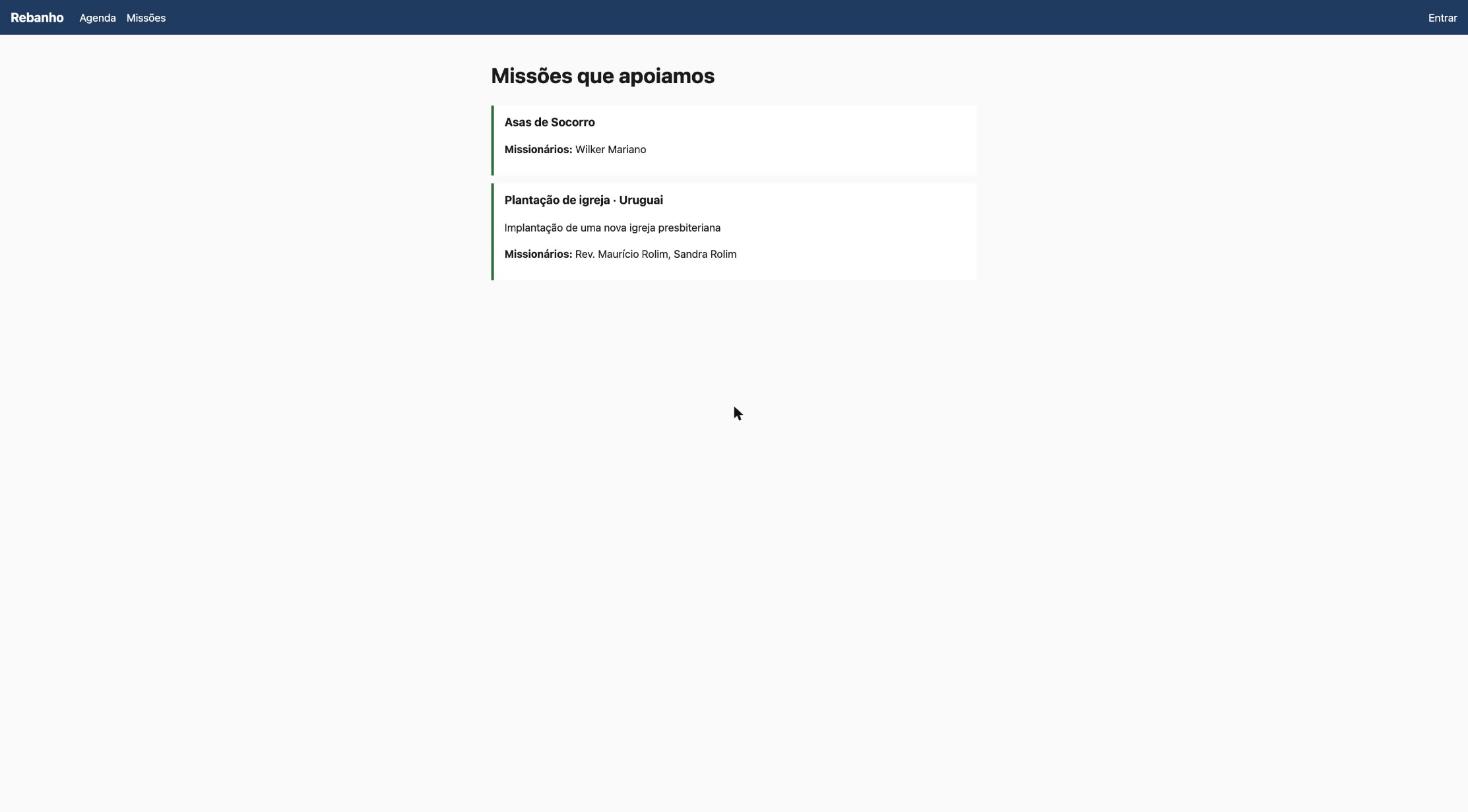 Rebanho Agenda Missões Entrar
Missões que apoiamos
Asas de Socorro
Missionários: Wilker Mariano
Plantação de igreja · Uruguai
Implantação de uma nova igreja presbiteriana
Missionários: Rev. Maurício Rolim, Sandra Rolim